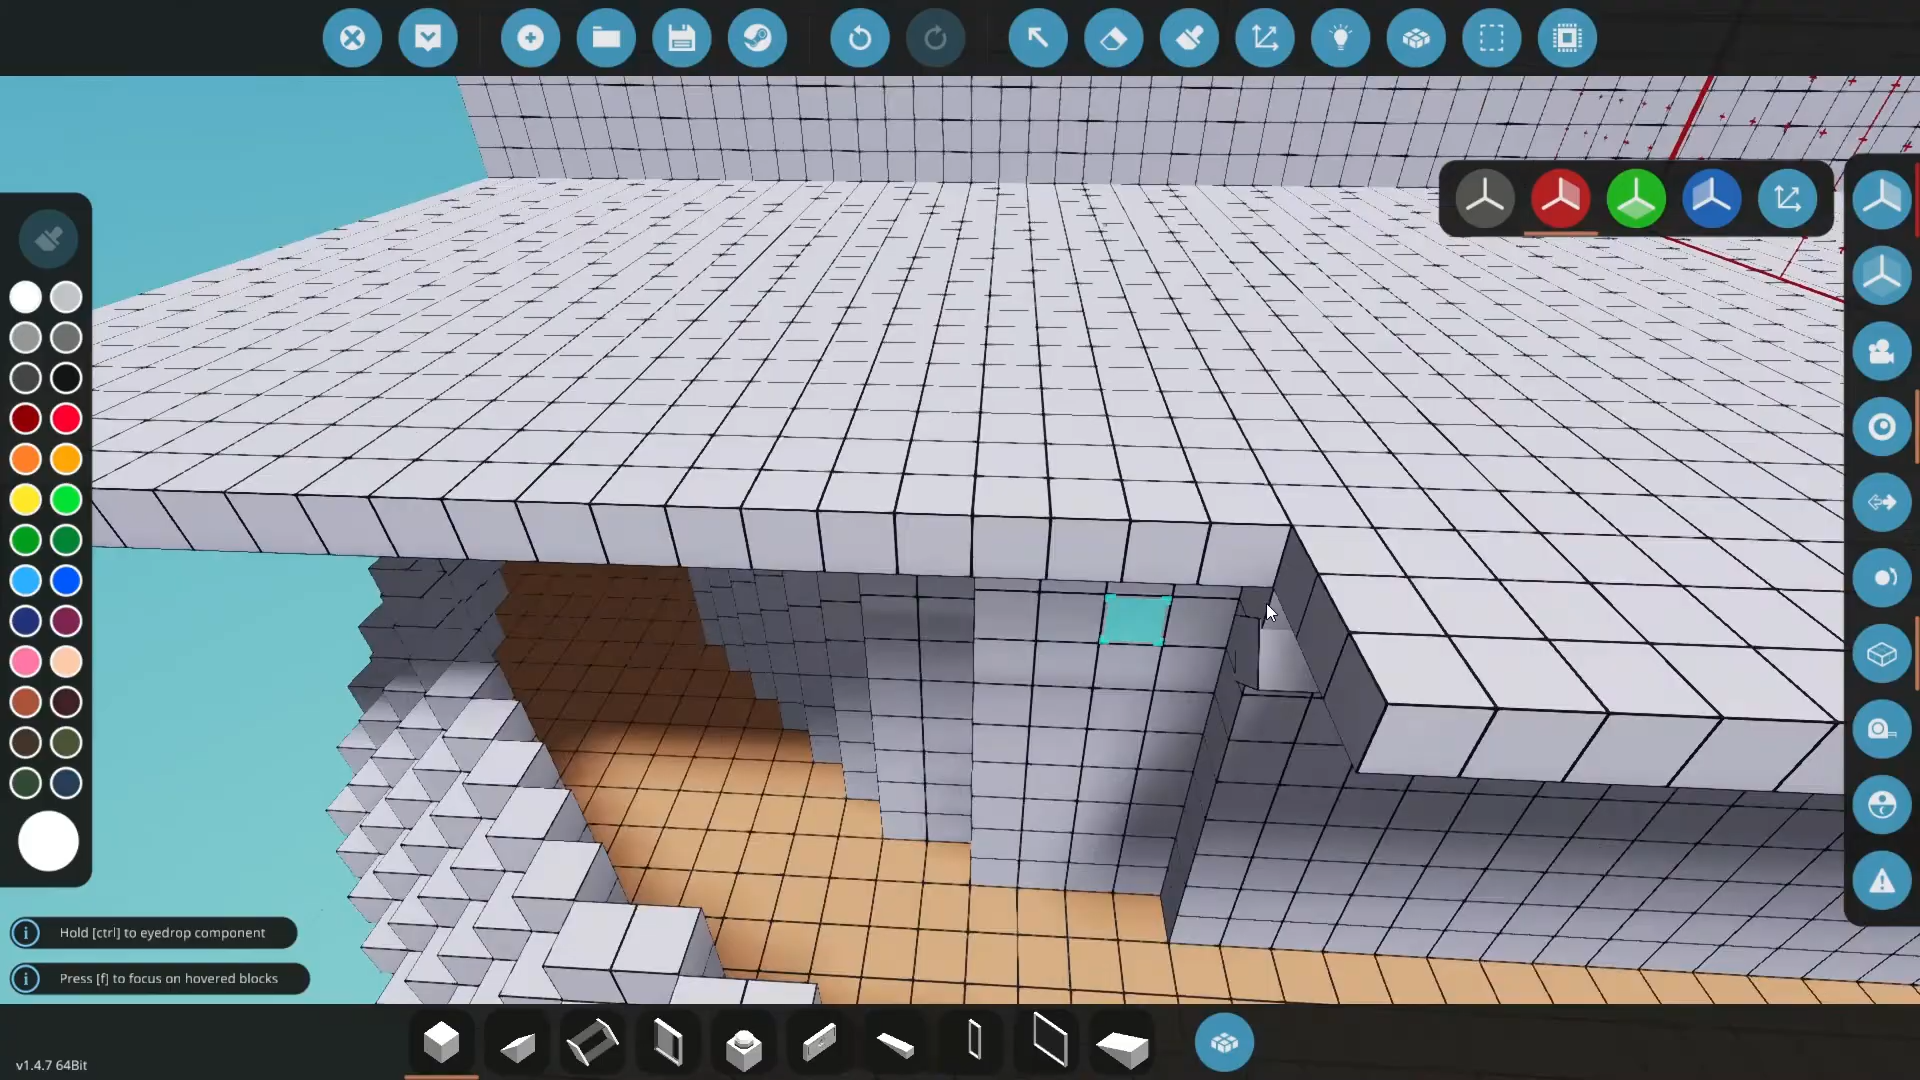 Hold [ctrl] to eyedrop component
Press [f] to focus on hovered blocks
v1.4.7 64Bit